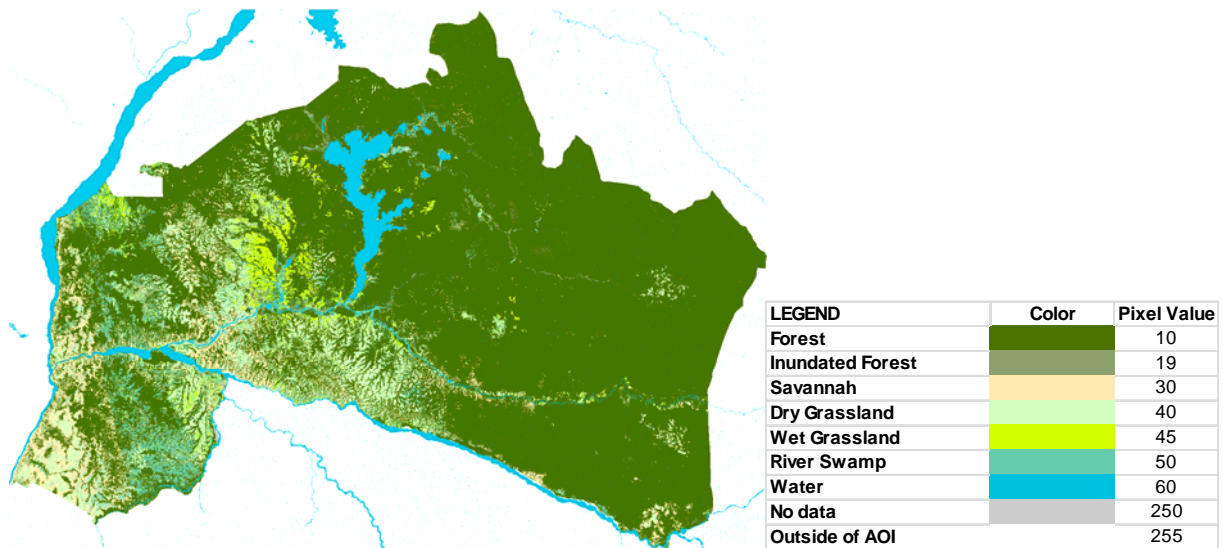 LEGEND Color Pixel Value
Forest 10
Inundated Forest 19
Savannah 30
Dry Grassland 40
Wet Grassland 45
River Swamp 50
Water 60
No data 250
Outside of AOI 255